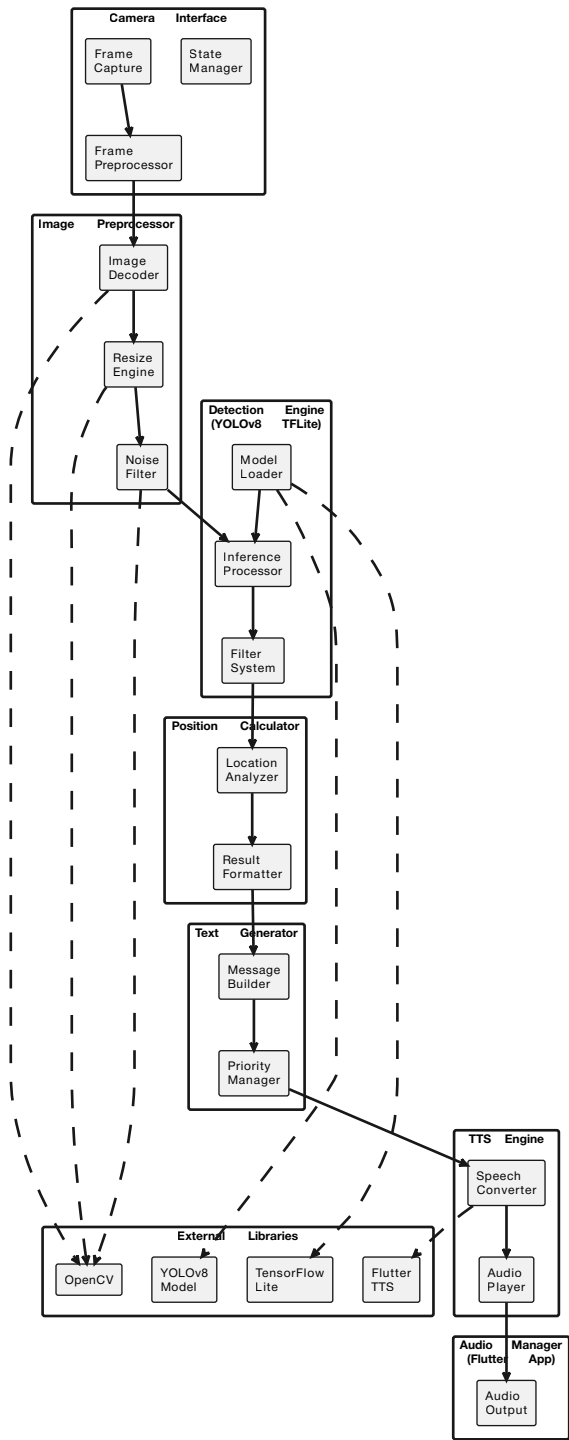 Camera Interface
Frame
Capture
State
Manager
Frame
Preprocessor
Image Preprocessor
Image
Decoder
Resize
Engine
Noise
Filter
Detection Engine
(YOLOv8 TFLite)
Model
Loader
Inference
Processor
Filter
System
Position Calculator
Location
Analyzer
Result
Formatter
Text Generator
Message
Builder
Priority
Manager
TTS Engine
Speech
Converter
Audio
Player
External Libraries
OpenCV
YOLOv8
Model
TensorFlow
Lite
Flutter
TTS
Audio Manager
(Flutter App)
Audio
Output